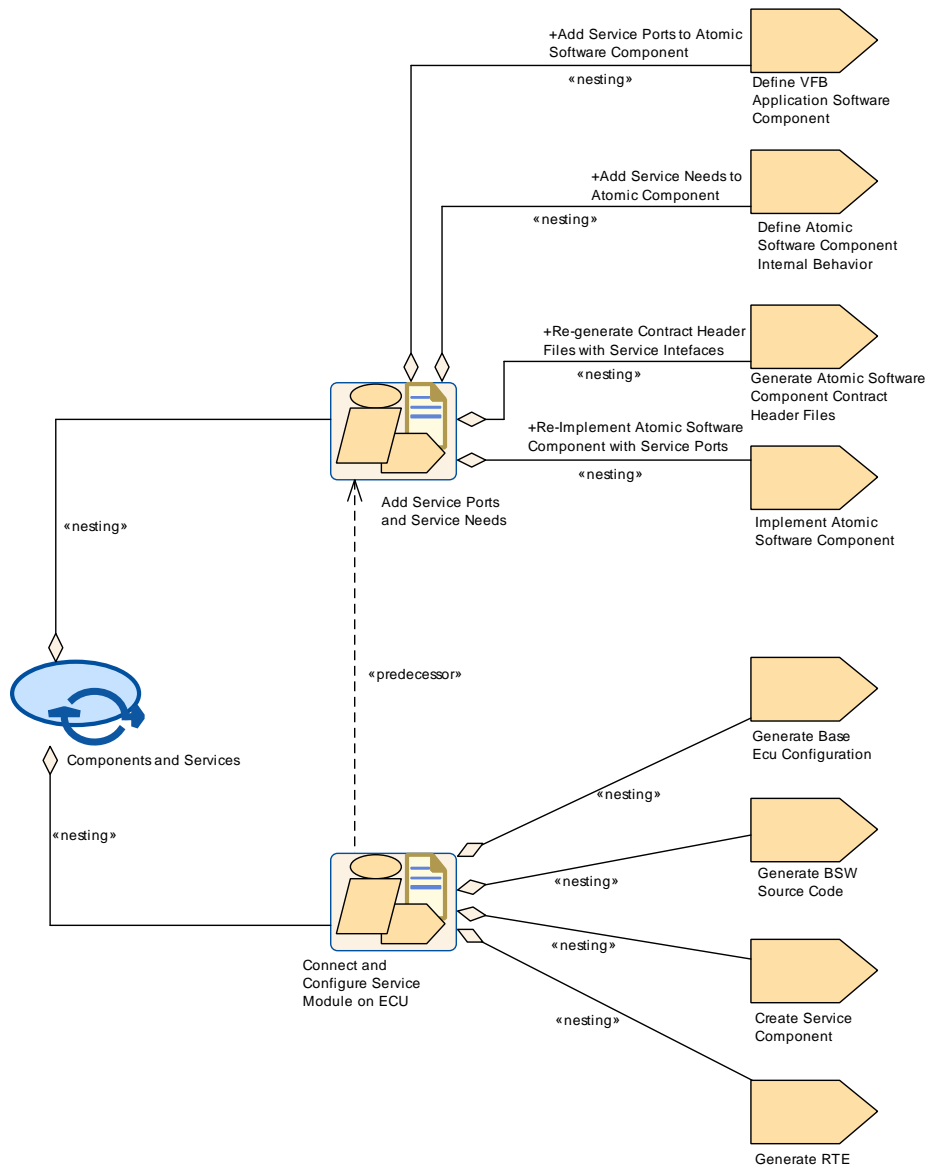 +Add Service Ports to Atomic
Software Component
«nesting»
Define VFB
Application Software
Component
+Add Service Needs to
Atomic Component
«nesting»
Define Atomic
Software Component
Internal Behavior
+Re-generate Contract Header
Files with Service Intefaces
«nesting»
Generate Atomic Software
Component Contract
Header Files
+Re-Implement Atomic Software
Component with Service Ports
«nesting»
Implement Atomic
Software Component
Add Service Ports
and Service Needs
«nesting»
«predecessor»
Components and Services
«nesting»
Generate Base
Ecu Configuration
«nesting»
Generate BSW
Source Code
«nesting»
Connect and
Configure Service
Module on ECU
«nesting»
Create Service
Component
«nesting»
Generate RTE